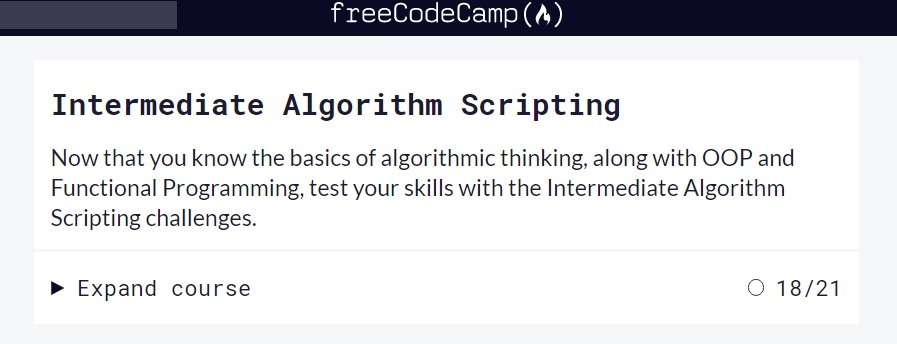 freeCodeCamp(🔥)
Intermediate Algorithm Scripting
Now that you know the basics of algorithmic thinking, along with OOP and
Functional Programming, test your skills with the Intermediate Algorithm
Scripting challenges.
Expand course 18/21